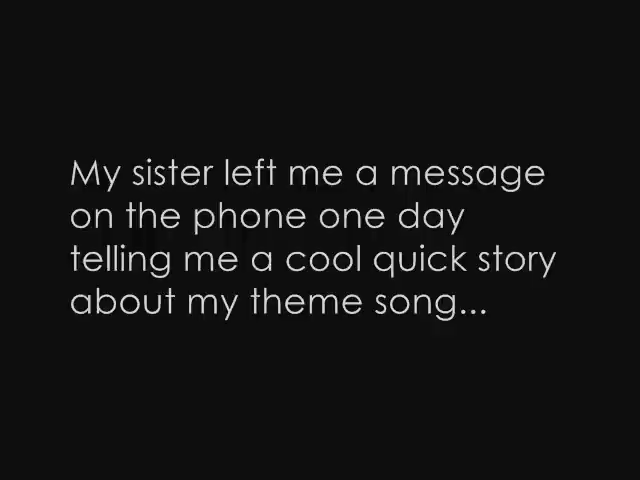 My sister left me a message
on the phone one day
telling me a cool quick story
about my theme song...